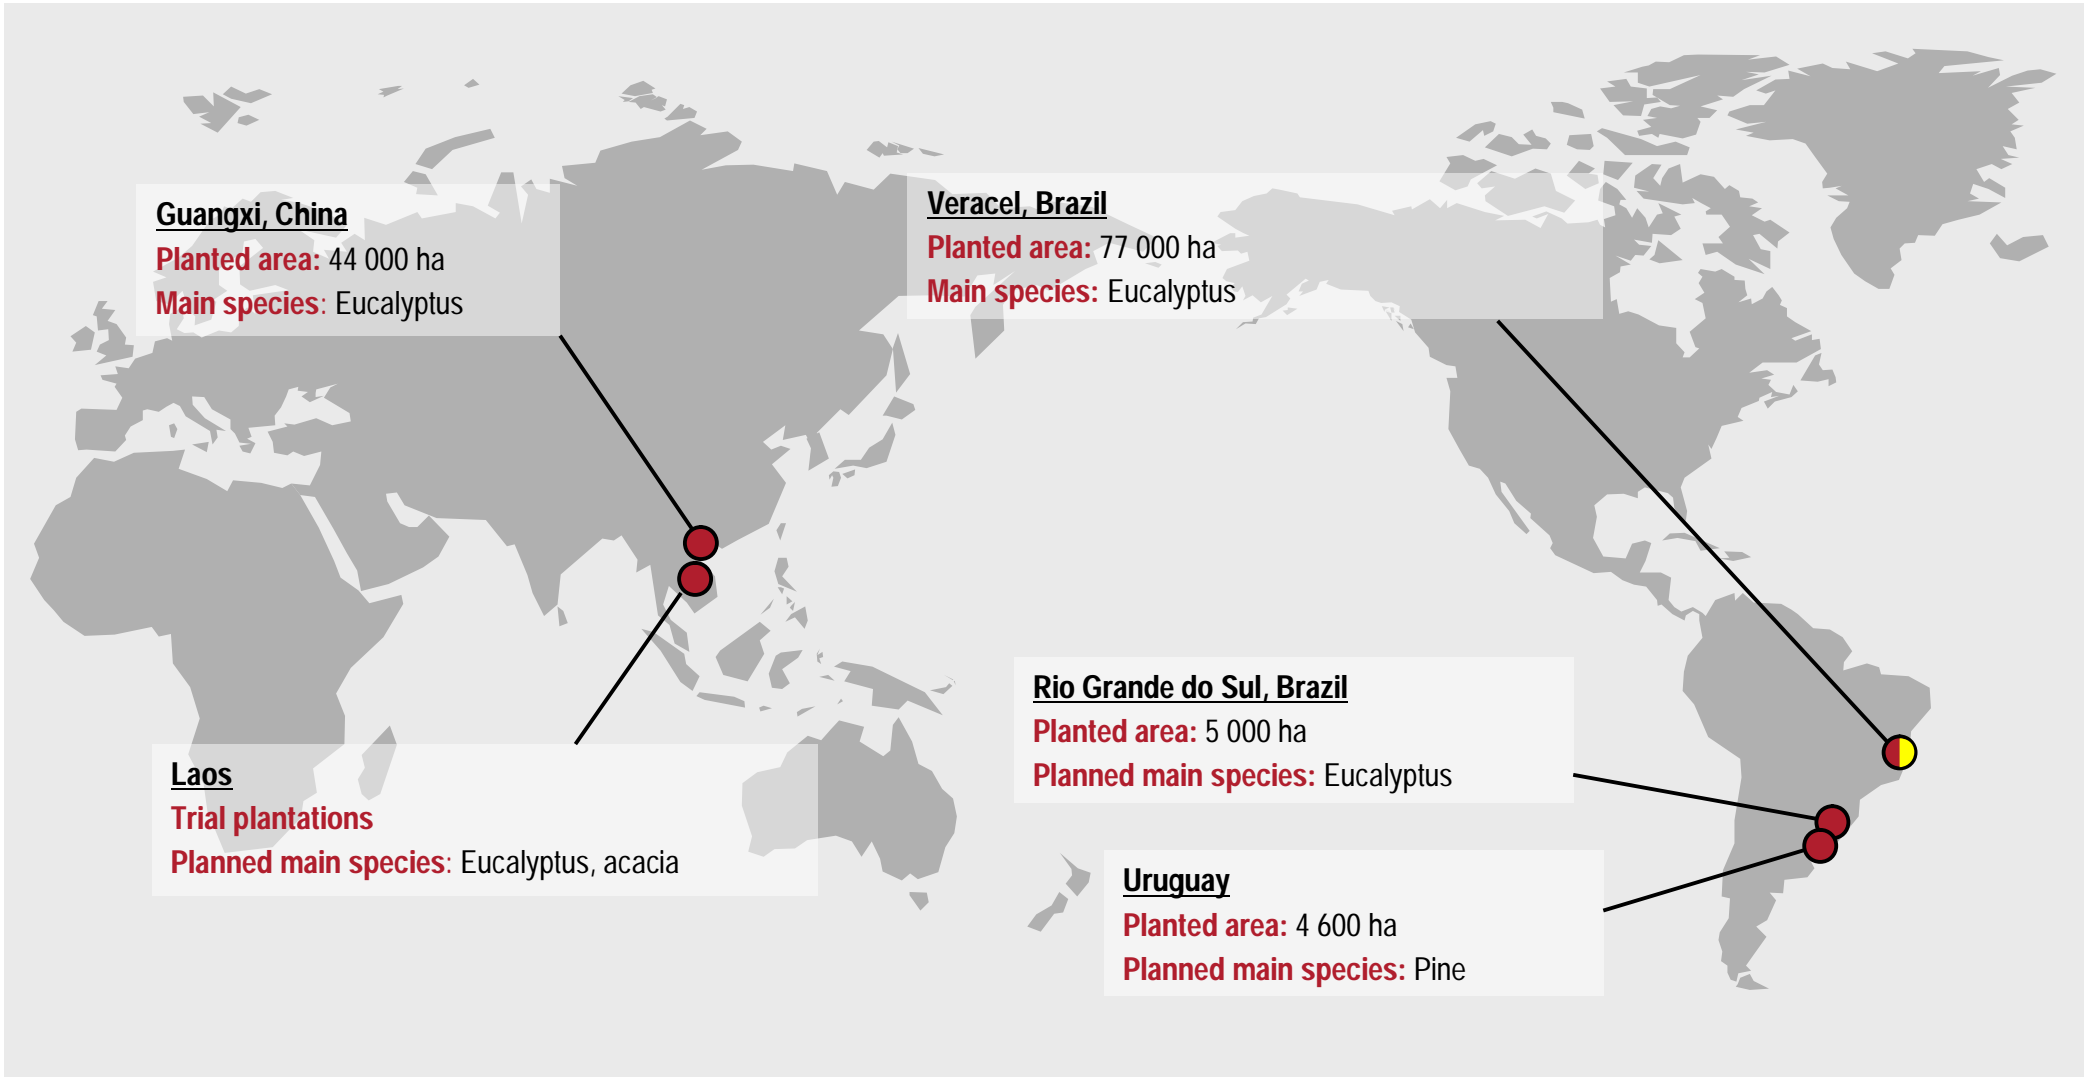 Guangxi, China
Planted area: 44 000 ha
Main species: Eucalyptus
Veracel, Brazil
Planted area: 77 000 ha
Main species: Eucalyptus
Rio Grande do Sul, Brazil
Planted area: 5 000 ha
Planned main species: Eucalyptus
Laos
Trial plantations
Planned main species: Eucalyptus, acacia
Uruguay
Planted area: 4 600 ha
Planned main species: Pine